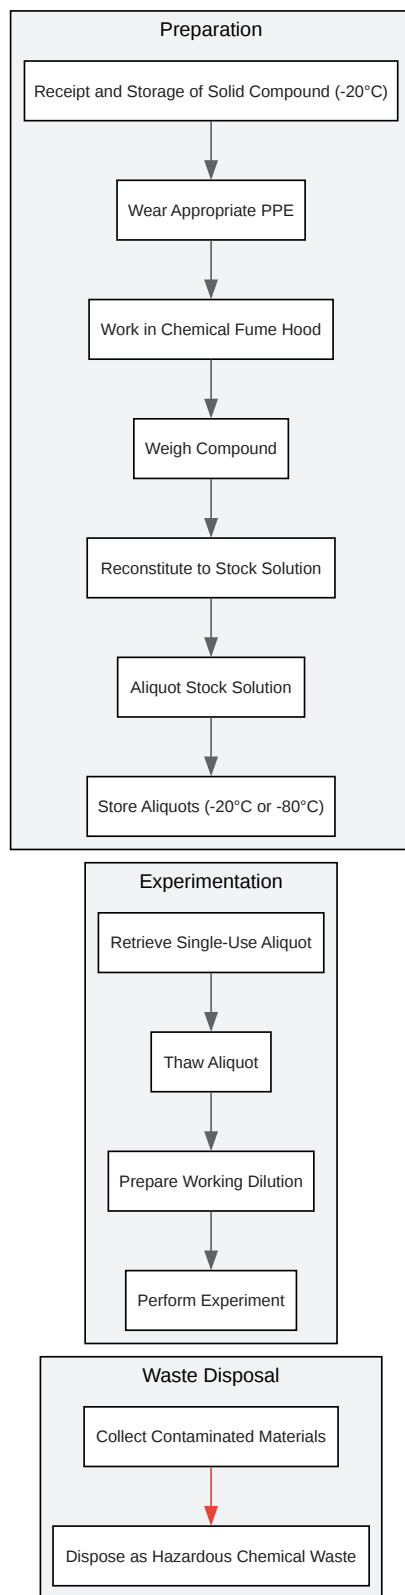 Preparation
Receipt and Storage of Solid Compound (-20°C)
Wear Appropriate PPE
Work in Chemical Fume Hood
Weigh Compound
Reconstitute to Stock Solution
Aliquot Stock Solution
Store Aliquots (-20°C or -80°C)
Experimentation
Retrieve Single-Use Aliquot
Thaw Aliquot
Prepare Working Dilution
Perform Experiment
Waste Disposal
Collect Contaminated Materials
Dispose as Hazardous Chemical Waste